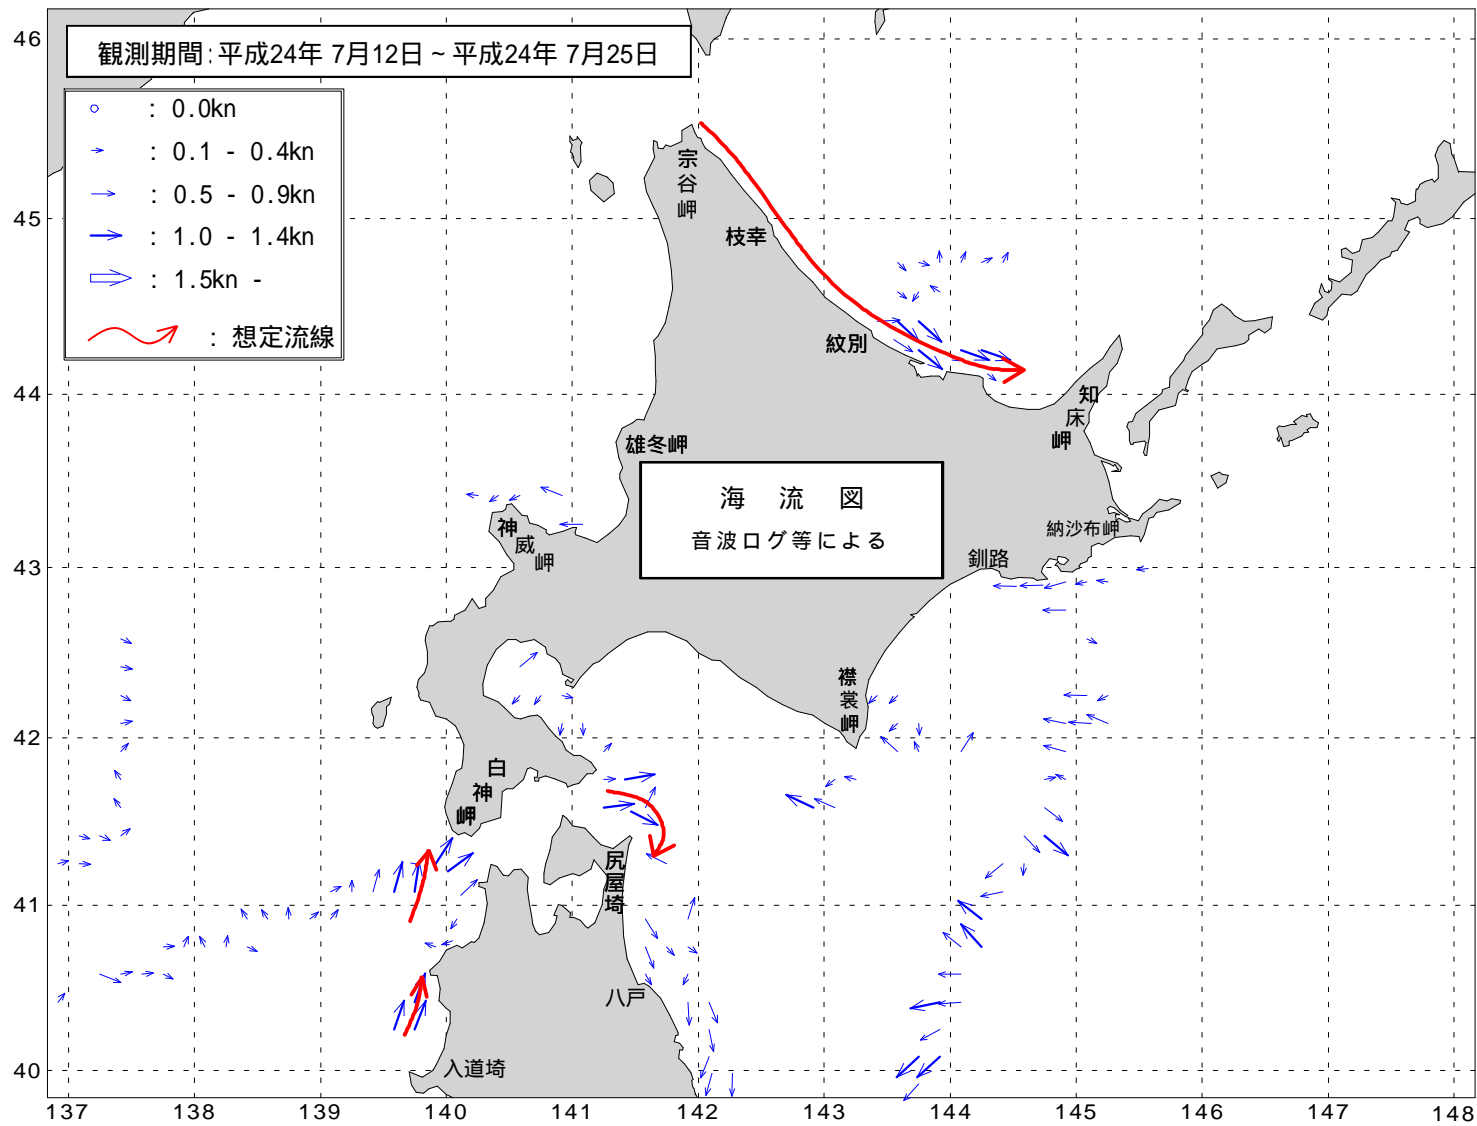 観測期間:平成24年 7月12日~平成24年 7月25日
: 0.0kn
: 0.1 - 0.4kn
: 0.5 - 0.9kn
: 1.0 - 1.4kn
: 1.5kn -
: 想定流線
46
45
44
43
42
41
40
宗谷岬
枝幸
紋別
知床岬
雄冬岬
海 流 図
音波ログ等による
神威岬
納沙布岬
釧路
襟裳岬
白神岬
尻屋埼
八戸
入道埼
137 138 139 140 141 142 143 144 145 146 147 148